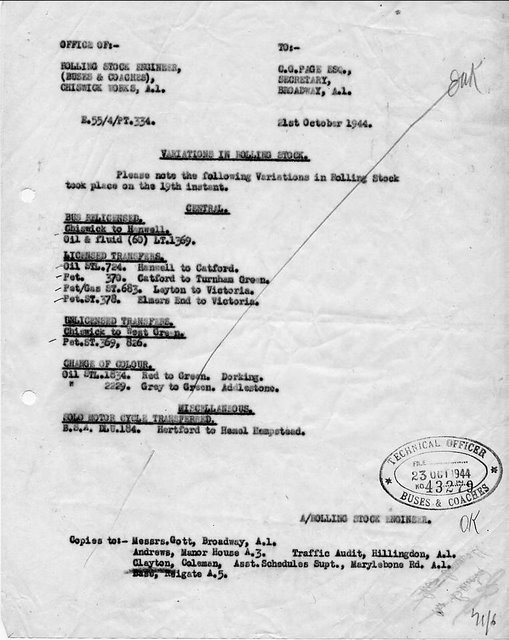 OFFICE OF:-
TO:-
ROLLING STOCK ENGINEER,
(BUSES & COACHES),
CHISWICK WORKS, A.1.
C.G.PAGE ESQ.,
SECRETARY,
BROADWAY, A.1.
E.55/4/PT.334.
21st October 1944.
VARIATIONS IN ROLLING STOCK.
Please note the following Variations in Rolling Stock
took place on the 19th instant.
CENTRAL.
BUS RELICENSED.
Chiswick to Hanwell.
Oil & fluid (60) LT.1369.
LICENSED TRANSFERS.
Oil STL.724. Hanwell to Catford.
Pet. 370. Catford to Turnham Green.
Pet/Gas ST.683. Leyton to Victoria.
Pet.ST.378. Elmers End to Victoria.
UNLICENSED TRANSFERS.
Chiswick to West Green.
Pet.ST.369, 826.
CHANGE OF COLOUR.
Oil STL.1834. Red to Green. Dorking.
" 2229. Grey to Green. Addlestone.
MISCELLANEOUS.
SOLO MOTOR CYCLE TRANSFERRED.
B.S.A. DLU.184. Hertford to Hemel Hempstead.
TECHNICAL OFFICER
FILE
23 OCT 1944
NO 43279
BUSES & COACHES
A/ROLLING STOCK ENGINEER.
OK
Copies to:- Messrs.Gott, Broadway, A.1.
Andrews, Manor House A.3. Traffic Audit, Hillingdon, A.1.
Clayton, Coleman, Asst.Schedules Supt., Marylebone Rd. A.1.
Base, Reigate A.5.